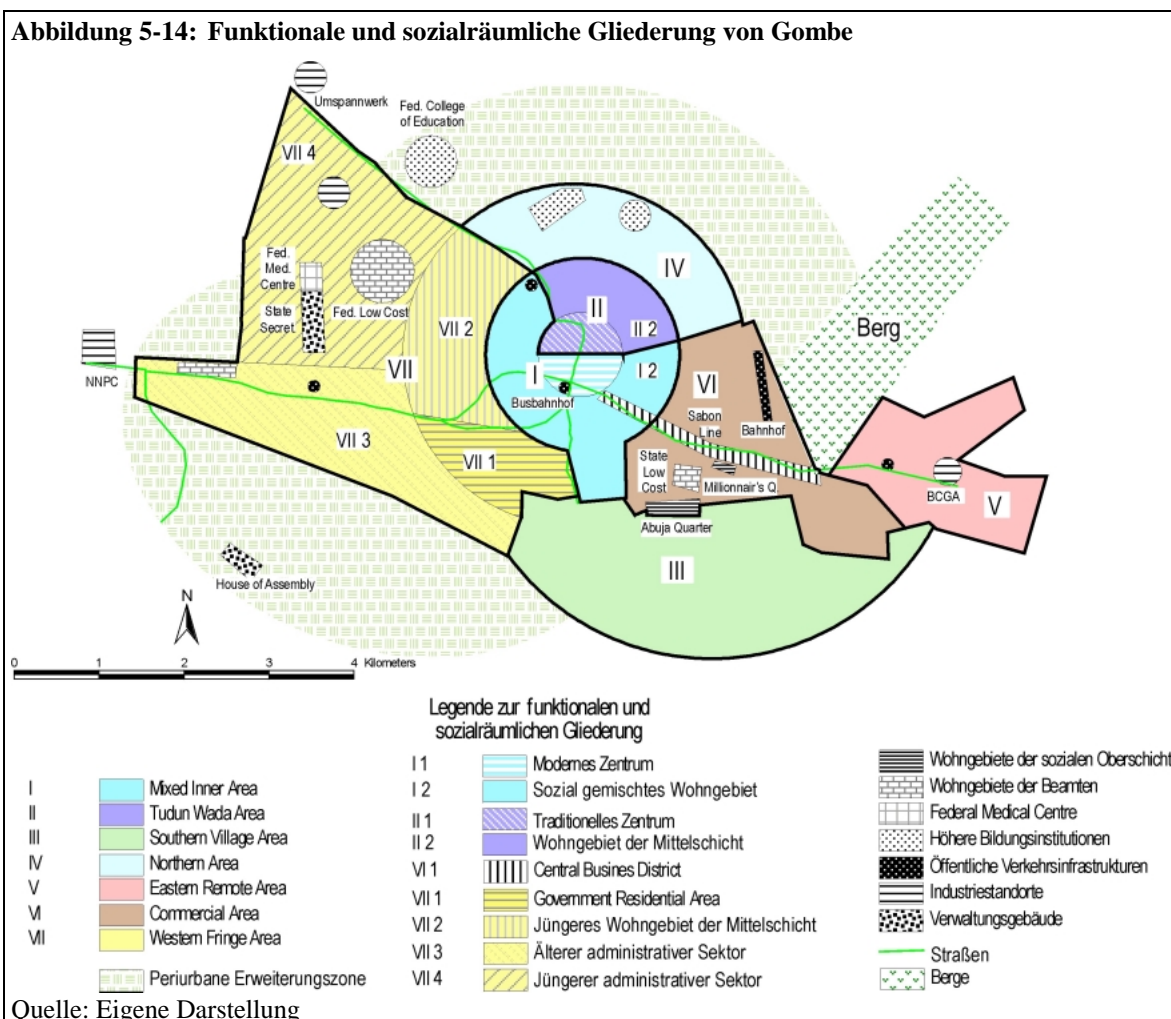 Abbildung 5-14: Funktionale und sozialräumliche Gliederung von Gombe
Umspannwerk
Fed. College
of Education
VII 4
Fed.
Med.
Centre
State
Secret.
Fed. Low Cost
VII 2
VII
IV
II
II 2
I
I 2
Busbahnhof
Berg
VI
Sabon
Line
Bahnhof
State
Low
Cost
Millionnair's Q.
Abuja Quarter
BCGA
V
NNPC
VII 3
VII 1
III
House of Assembly
N
0 1 2 3 4 Kilometers
Legende zur funktionalen und
sozialräumlichen Gliederung
I Mixed Inner Area
II Tudun Wada Area
III Southern Village Area
IV Northern Area
V Eastern Remote Area
VI Commercial Area
VII Western Fringe Area
Periurbane Erweiterungszone
I 1 Modernes Zentrum
I 2 Sozial gemischtes Wohngebiet
II 1 Traditionelles Zentrum
II 2 Wohngebiet der Mittelschicht
VI 1 Central Busines District
VII 1 Government Residential Area
VII 2 Jüngeres Wohngebiet der Mittelschicht
VII 3 Älterer administrativer Sektor
VII 4 Jüngerer administrativer Sektor
Wohngebiete der sozialen Oberschicht
Wohngebiete der Beamten
Federal Medical Centre
Höhere Bildungsinstitutionen
Öffentliche Verkehrsinfrastrukturen
Industriestandorte
Verwaltungsgebäude
Straßen
Berge
Quelle: Eigene Darstellung